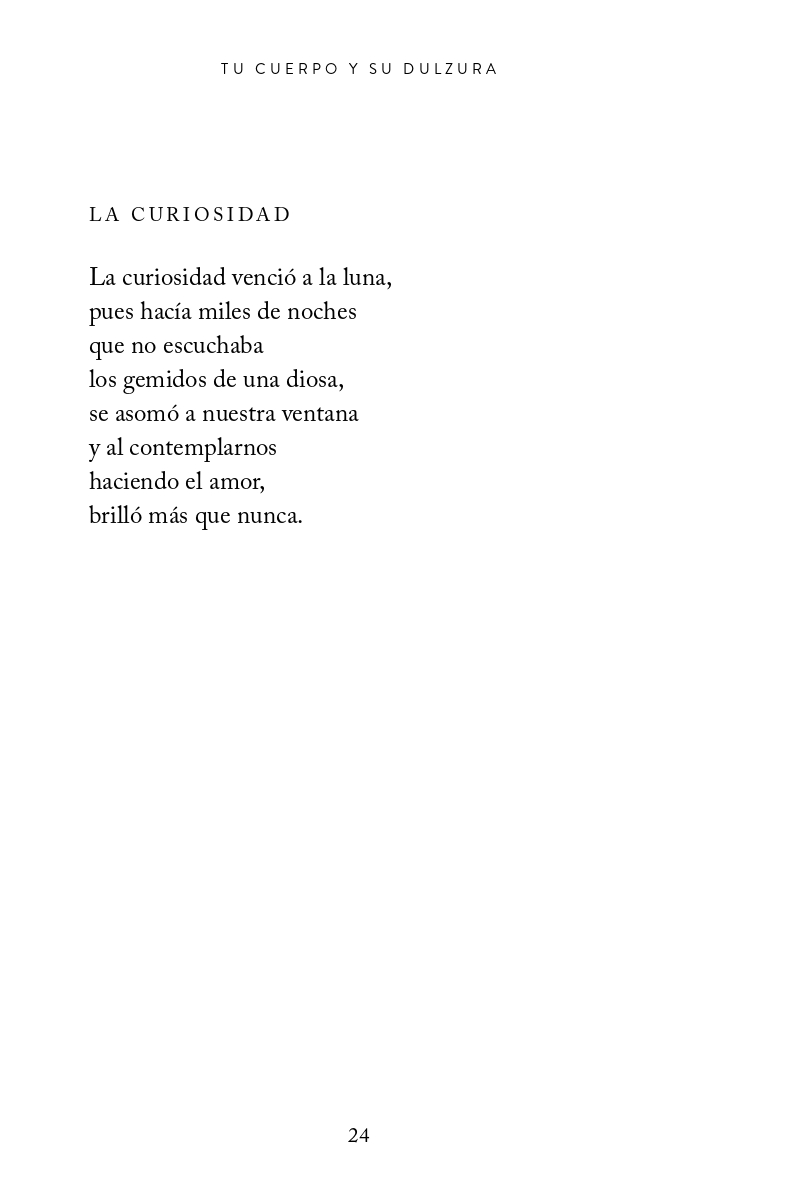 TU CUERPO Y SU DULZURA
LA CURIOSIDAD
La curiosidad venció a la luna,
pues hacía miles de noches
que no escuchaba
los gemidos de una diosa,
se asomó a nuestra ventana
y al contemplarnos
haciendo el amor,
brilló más que nunca.
24